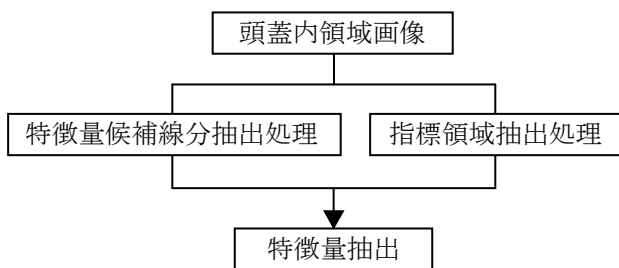 頭蓋内領域画像
特徴量候補線分抽出処理
指標領域抽出処理
特徴量抽出